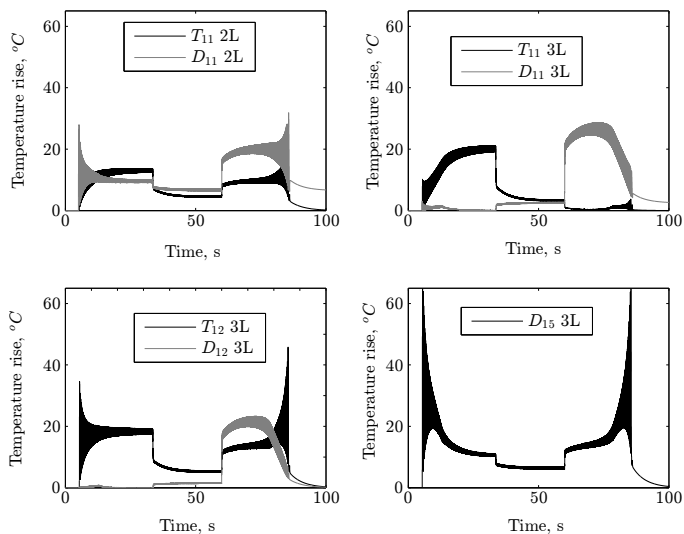 60
40
20
0
0
50
100
Temperature rise, °C
Time, s
T11 2L
D11 2L
60
40
20
0
0
50
100
Temperature rise, °C
Time, s
T11 3L
D11 3L
60
40
20
0
0
50
100
Temperature rise, °C
Time, s
T12 3L
D12 3L
60
40
20
0
0
50
100
Temperature rise, °C
Time, s
D15 3L